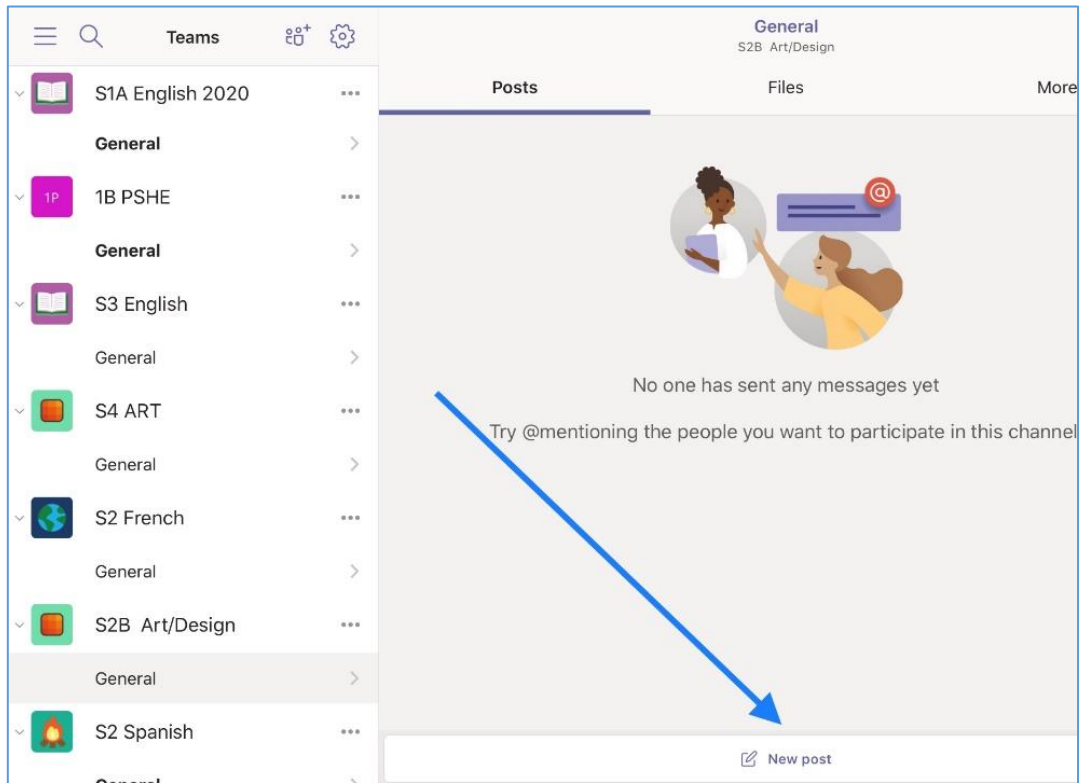 Teams
S1A English 2020
General
1P
1B PSHE
General
S3 English
General
S4 ART
General
S2 French
General
S2B Art/Design
General
S2 Spanish
General
General
S2B Art/Design
Posts Files More
@
No one has sent any messages yet
Try @mentioning the people you want to participate in this channel
New post